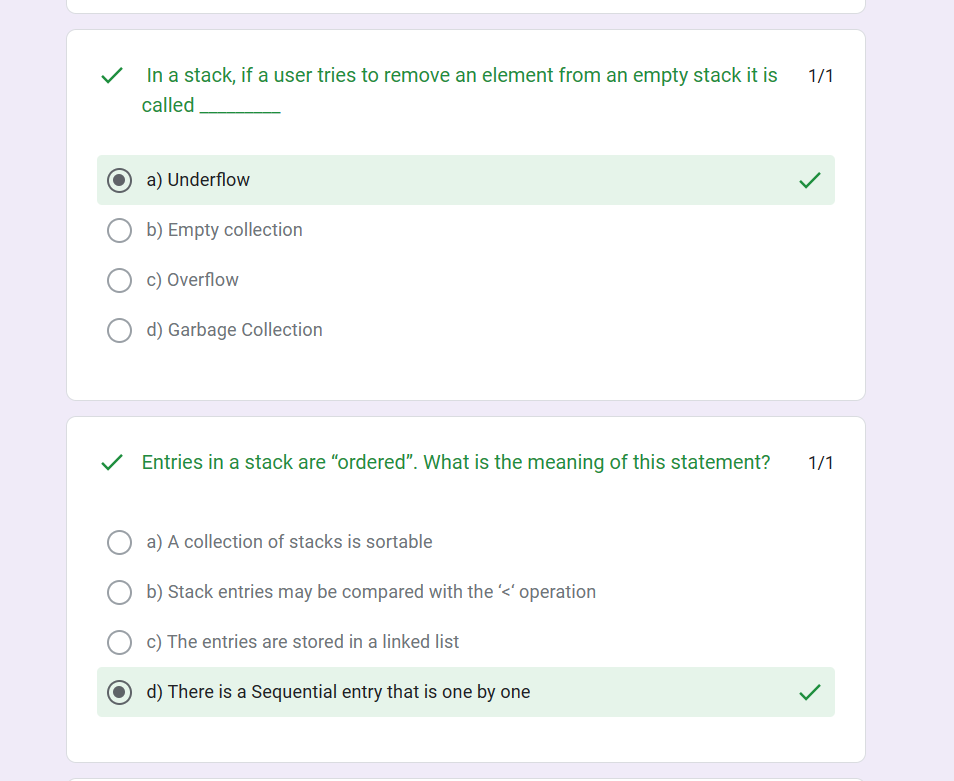 In a stack, if a user tries to remove an element from an empty stack it is 1/1
called _________
a) Underflow
b) Empty collection
c) Overflow
d) Garbage Collection
Entries in a stack are “ordered”. What is the meaning of this statement? 1/1
a) A collection of stacks is sortable
b) Stack entries may be compared with the ‘<‘ operation
c) The entries are stored in a linked list
d) There is a Sequential entry that is one by one